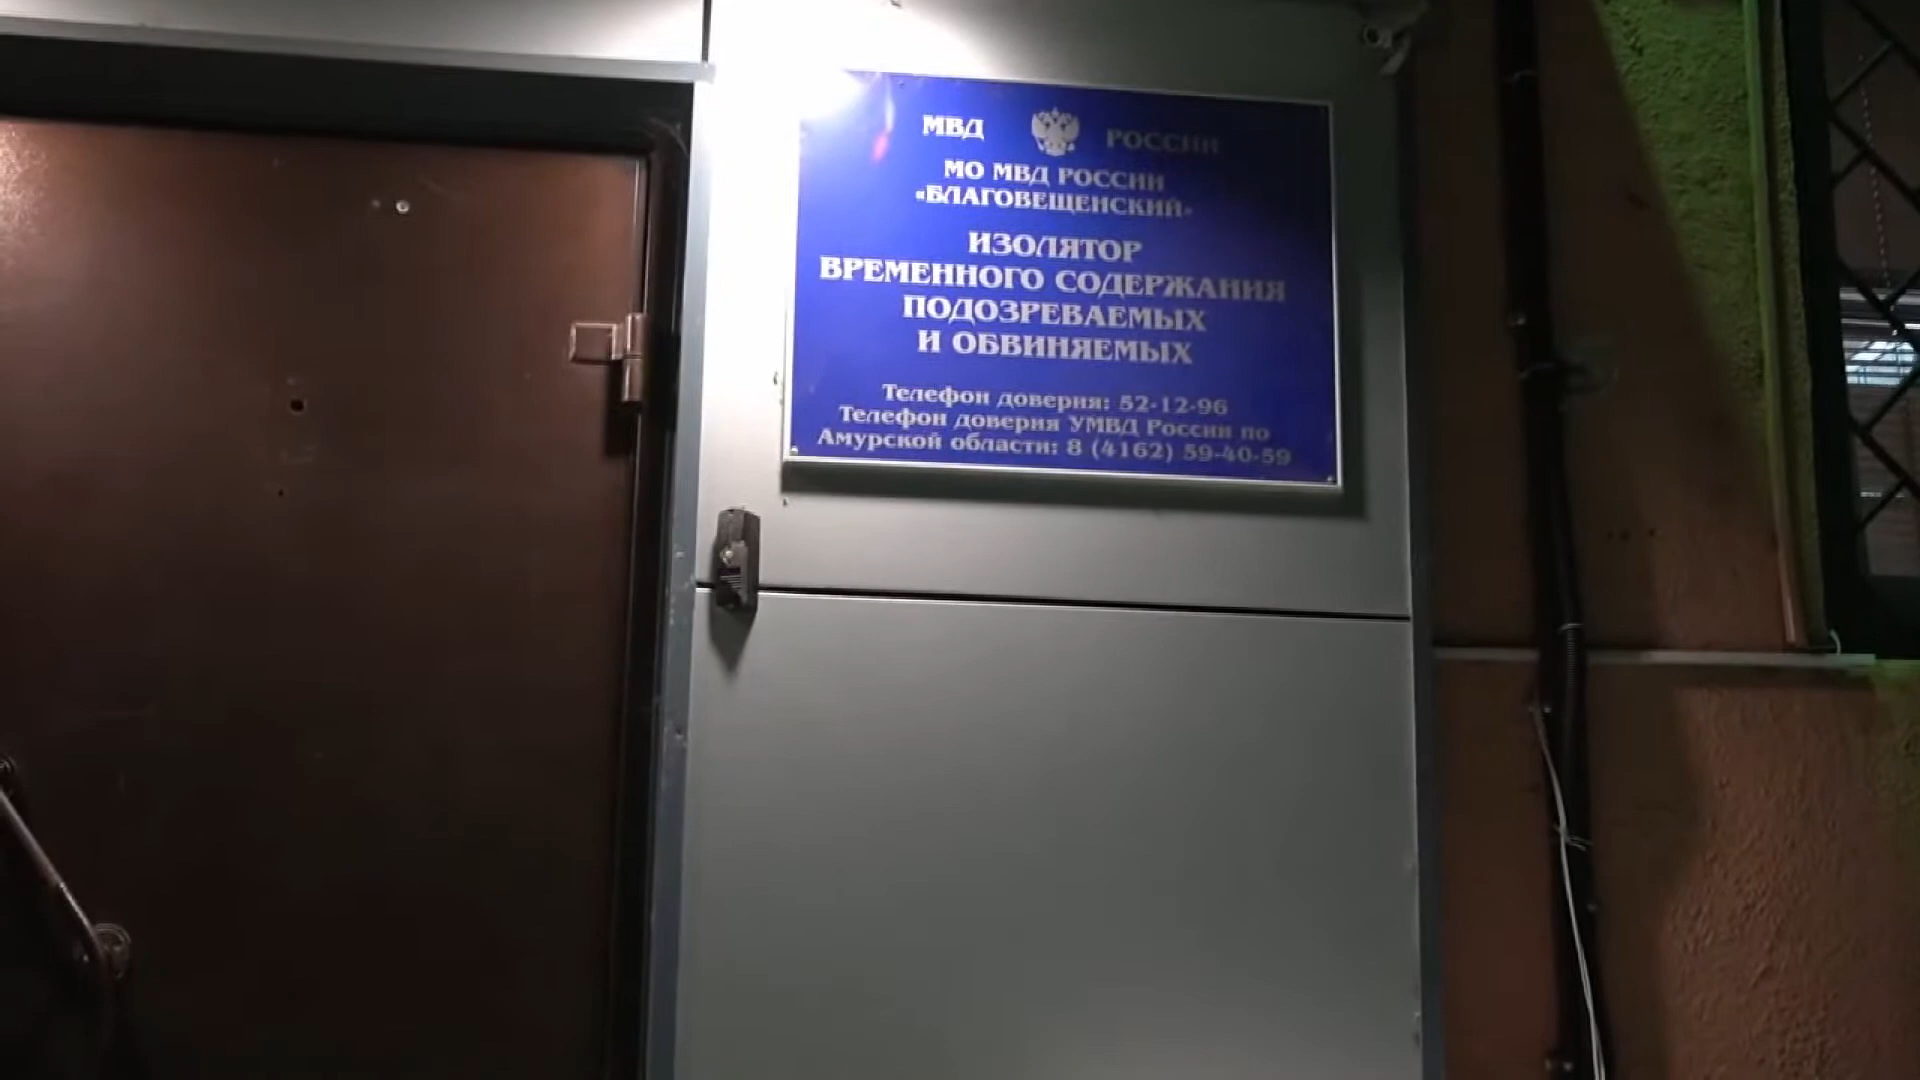 МВД РОССИИ
МО МВД РОССИИ
«БЛАГОВЕЩЕНСКИЙ»
ИЗОЛЯТОР
ВРЕМЕННОГО СОДЕРЖАНИЯ
ПОДОЗРЕВАЕМЫХ
И ОБВИНЯЕМЫХ
Телефон доверия: 52-12-96
Телефон доверия УМВД России по
Амурской области: 8 (4162) 59-40-59